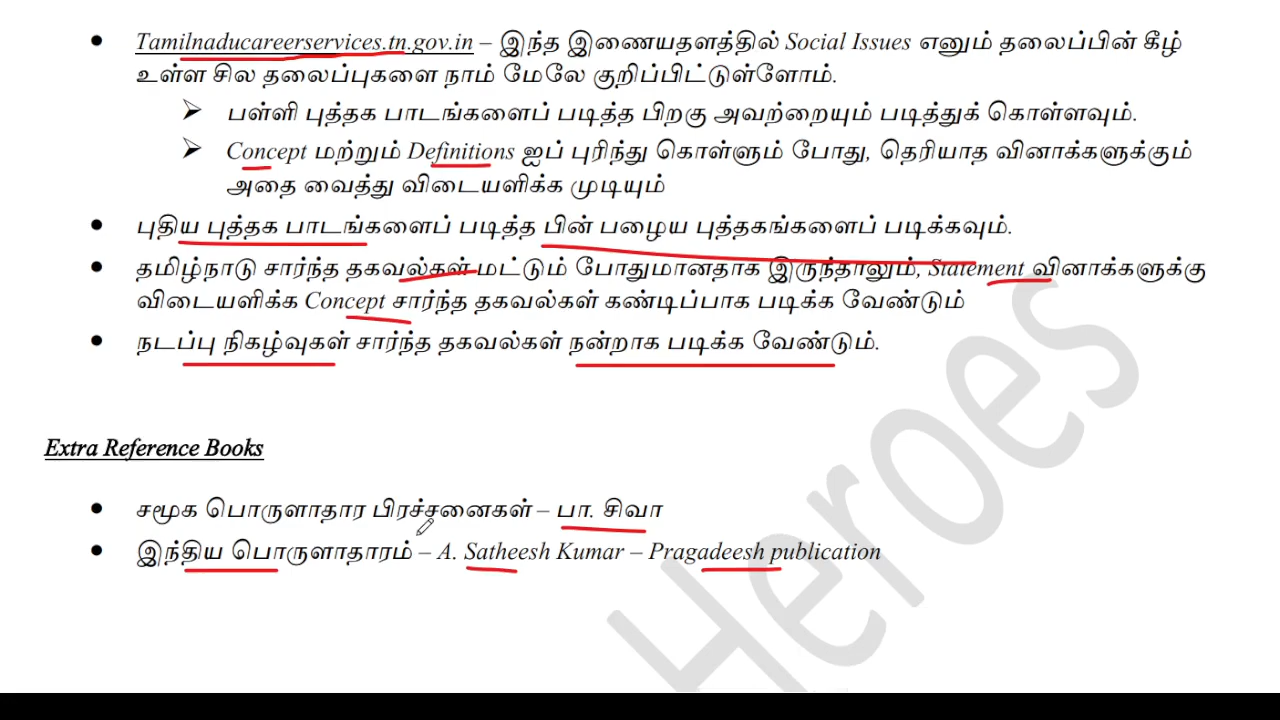 Tamilnaducareerservices.tn.gov.in – இந்த இணையதளத்தில் Social Issues எனும் தலைப்பின் கீழ்
உள்ள சில தலைப்புகளை நாம் மேலே குறிப்பிட்டுள்ளோம்.
பள்ளி புத்தக பாடங்களைப் படித்த பிறகு அவற்றையும் படித்துக் கொள்ளவும்.
Concept மற்றும் Definitions ஐப் புரிந்து கொள்ளும் போது, தெரியாத வினாக்களுக்கும்
அதை வைத்து விடையளிக்க முடியும்
புதிய புத்தக பாடங்களைப் படித்த பின் பழைய புத்தகங்களைப் படிக்கவும்.
தமிழ்நாடு சார்ந்த தகவல்கள் மட்டும் போதுமானதாக இருந்தாலும், Statement வினாக்களுக்கு
விடையளிக்க Concept சார்ந்த தகவல்கள் கண்டிப்பாக படிக்க வேண்டும்
நடப்பு நிகழ்வுகள் சார்ந்த தகவல்கள் நன்றாக படிக்க வேண்டும்.
Extra Reference Books
சமூக பொருளாதார பிரச்சனைகள் – பா. சிவா
இந்திய பொருளாதாரம் – A. Satheesh Kumar – Pragadeesh publication
Heroes